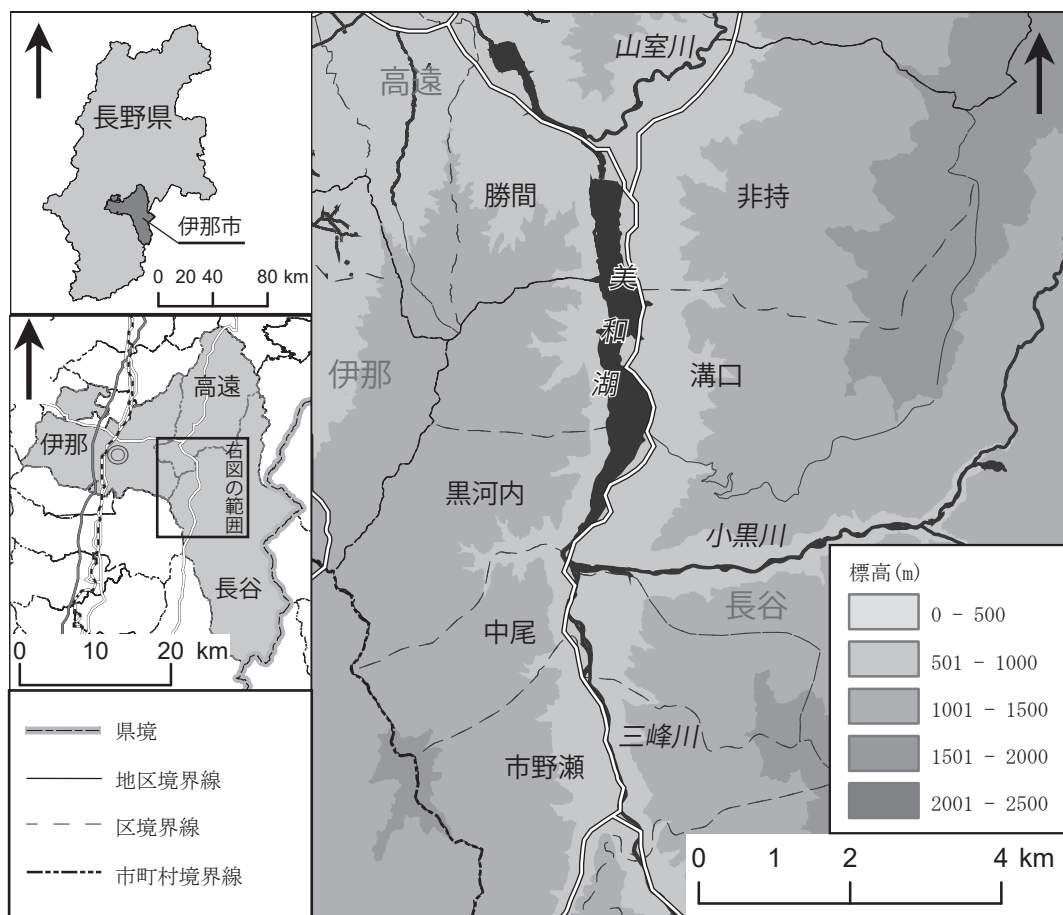 長野県
伊那市
0 20 40 80 km
高遠
伊那
右図の範囲
長谷
0 10 20 km
県境
地区境界線
区境界線
市町村境界線
山室川
高遠
勝間
非持
美和湖
伊那
溝口
黒河内
小黒川
長谷
中尾
三峰川
市野瀬
標高(m)
0 - 500
501 - 1000
1001 - 1500
1501 - 2000
2001 - 2500
0 1 2 4 km